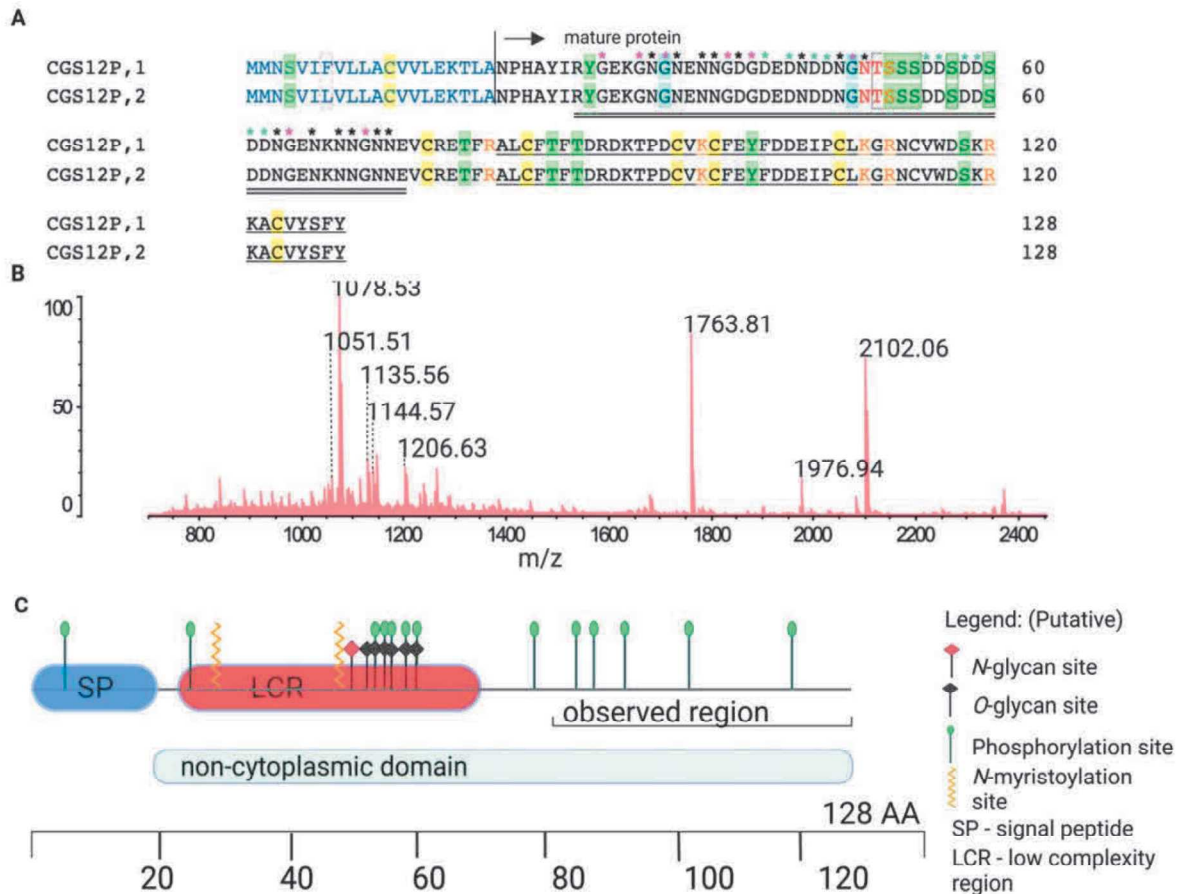 A
mature protein
CGS12P,1 MMNSVIFVLLACVVLEKTLANPHAYIRYGEKGNGNENNGDGDEDNDDNGNTSSSDDSDDS 60
CGS12P,2 MMNSVIFVLLACVVLEKTLANPHAYIRYGEKGNGNENNGDGDEDNDDNGNTSSSDDSDDS 60
CGS12P,1 DDNGENKNNGNNEVCRETFRALCFTFTDRDKTPDCVKCFEYFDDEIPCLKGRNCVWDSKR 120
CGS12P,2 DDNGENKNNGNNEVCRETFRALCFTFTDRDKTPDCVKCFEYFDDEIPCLKGRNCVWDSKR 120
CGS12P,1 KACVYSFY 128
CGS12P,2 KACVYSFY 128
B
100
50
0
1078.53
1051.51
1135.56
1144.57
1206.63
1763.81
2102.06
1976.94
800 1000 1200 1400 1600 1800 2000 2200 2400
m/z
C
SP
LCR
observed region
non-cytoplasmic domain
128 AA
20 40 60 80 100 120
Legend: (Putative)
N-glycan site
O-glycan site
Phosphorylation site
N-myristoylation
site
SP - signal peptide
LCR - low complexity
region